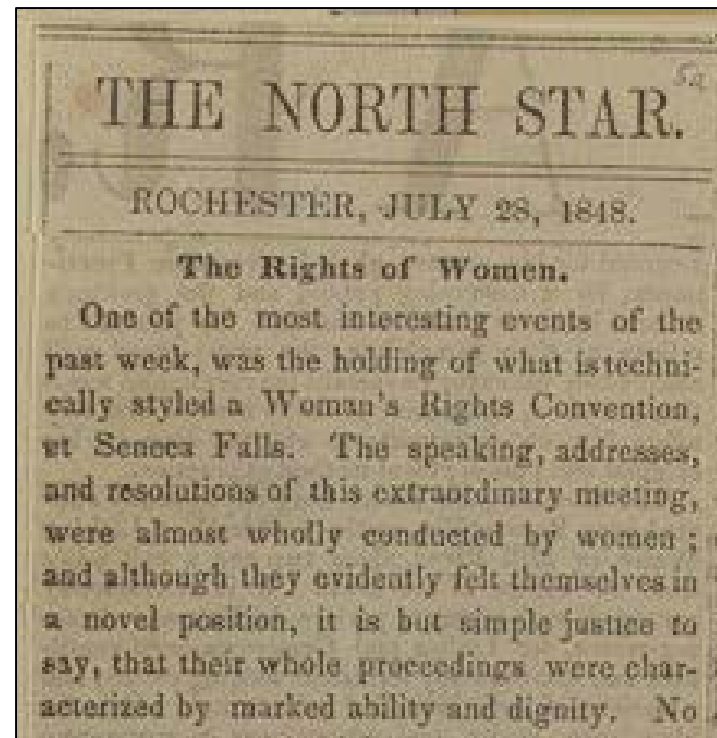 THE NORTH STAR.
ROCHESTER, JULY 28, 1848.
The Rights of Women.
One of the most interesting events of the
past week, was the holding of what is techni-
cally styled a Woman's Rights Convention,
at Seneca Falls. The speaking, addresses,
and resolutions of this extraordinary meeting,
were almost wholly conducted by women ;
and although they evidently felt themselves in
a novel position, it is but simple justice to
say, that their whole proceedings were char-
acterized by marked ability and dignity. No